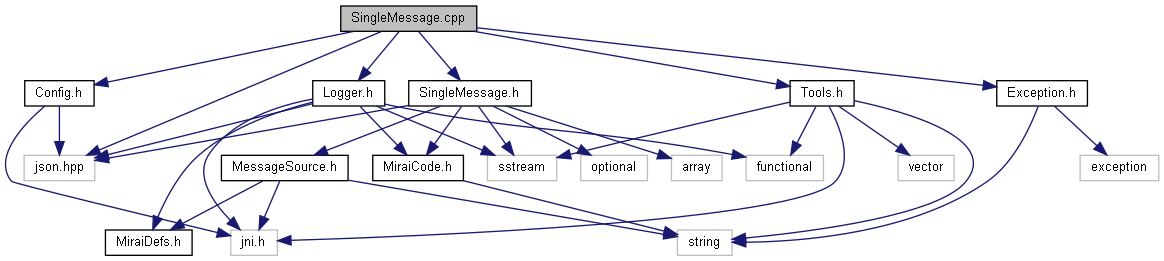 SingleMessage.cpp
Config.h
Logger.h
SingleMessage.h
Tools.h
Exception.h
json.hpp
MessageSource.h
MiraiCode.h
sstream
optional
array
functional
vector
exception
MiraiDefs.h
jni.h
string